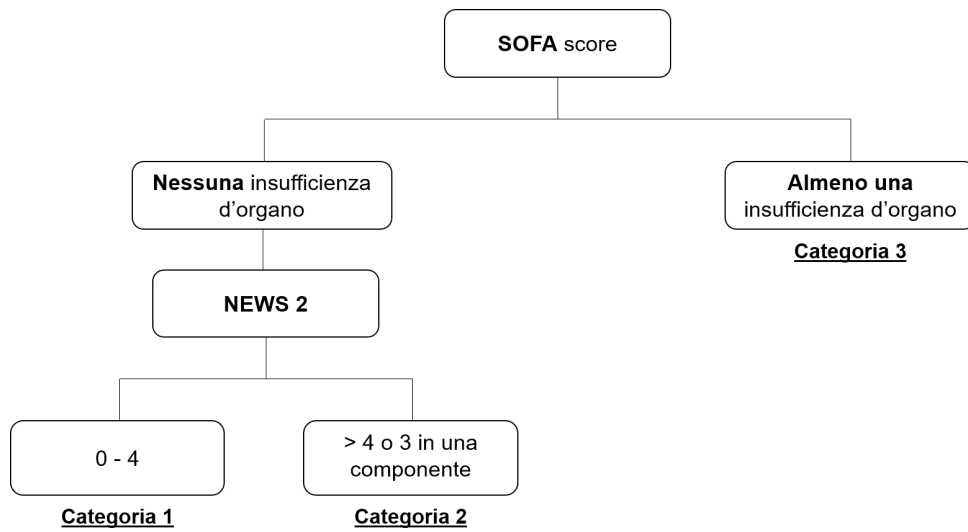 SOFA score
Nessuna insufficienza
d’organo
Almeno una
insufficienza d’organo
Categoria 3
NEWS 2
0 - 4
> 4 o 3 in una
componente
Categoria 1
Categoria 2